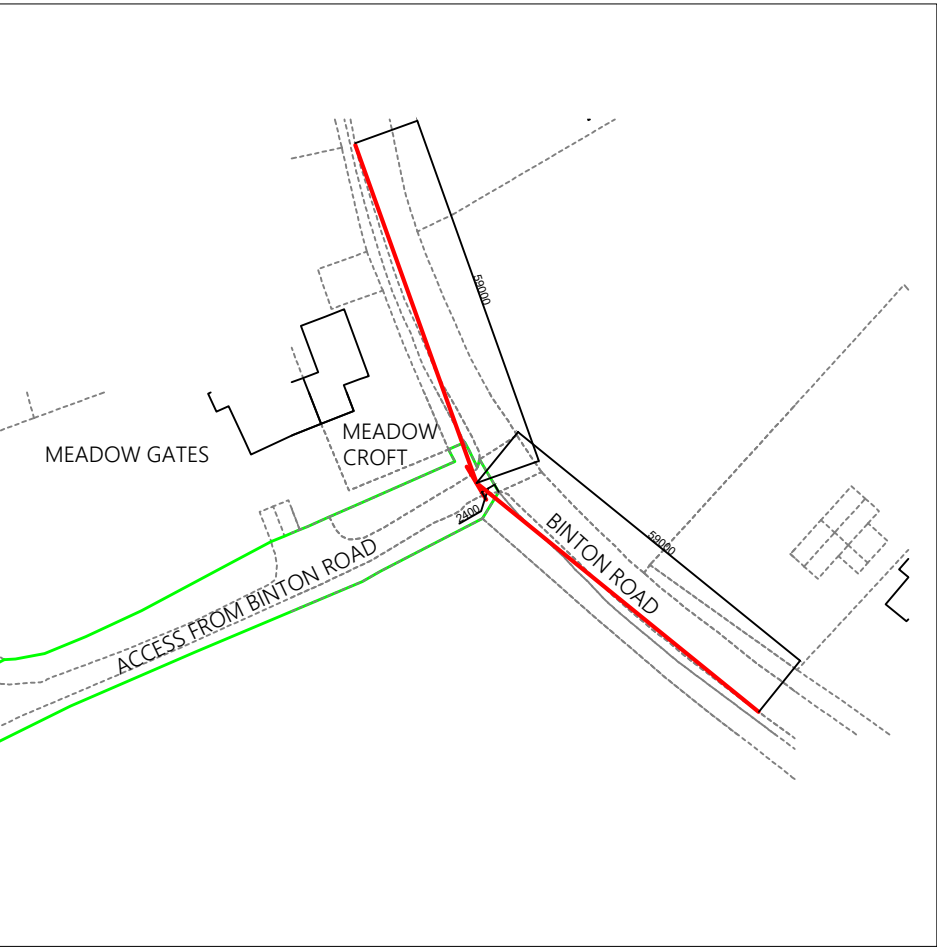 59000
MEADOW
CROFT
MEADOW GATES
2400
BINTON ROAD
59000
ACCESS FROM BINTON ROAD